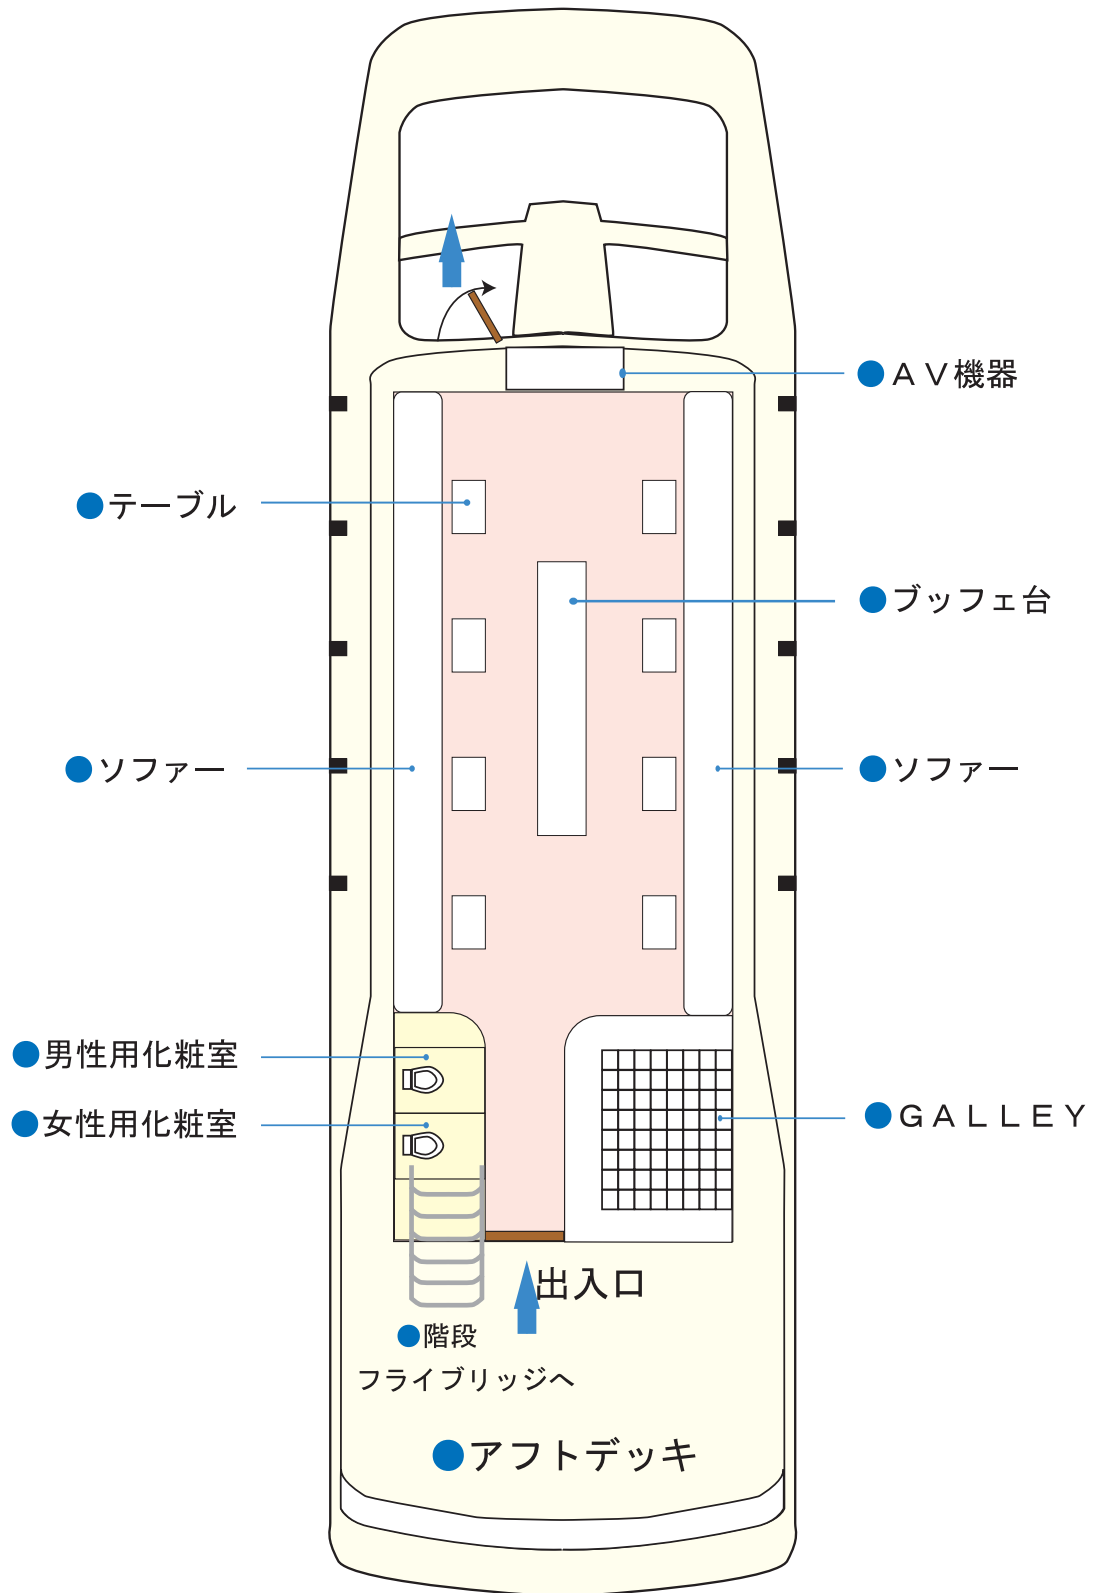 ●AV機器
●テーブル
●ブッフェ台
●ソファー
●ソファー
●男性用化粧室
●女性用化粧室
●GALLEY
出入口
●階段
フライブリッジへ
●アフトデッキ